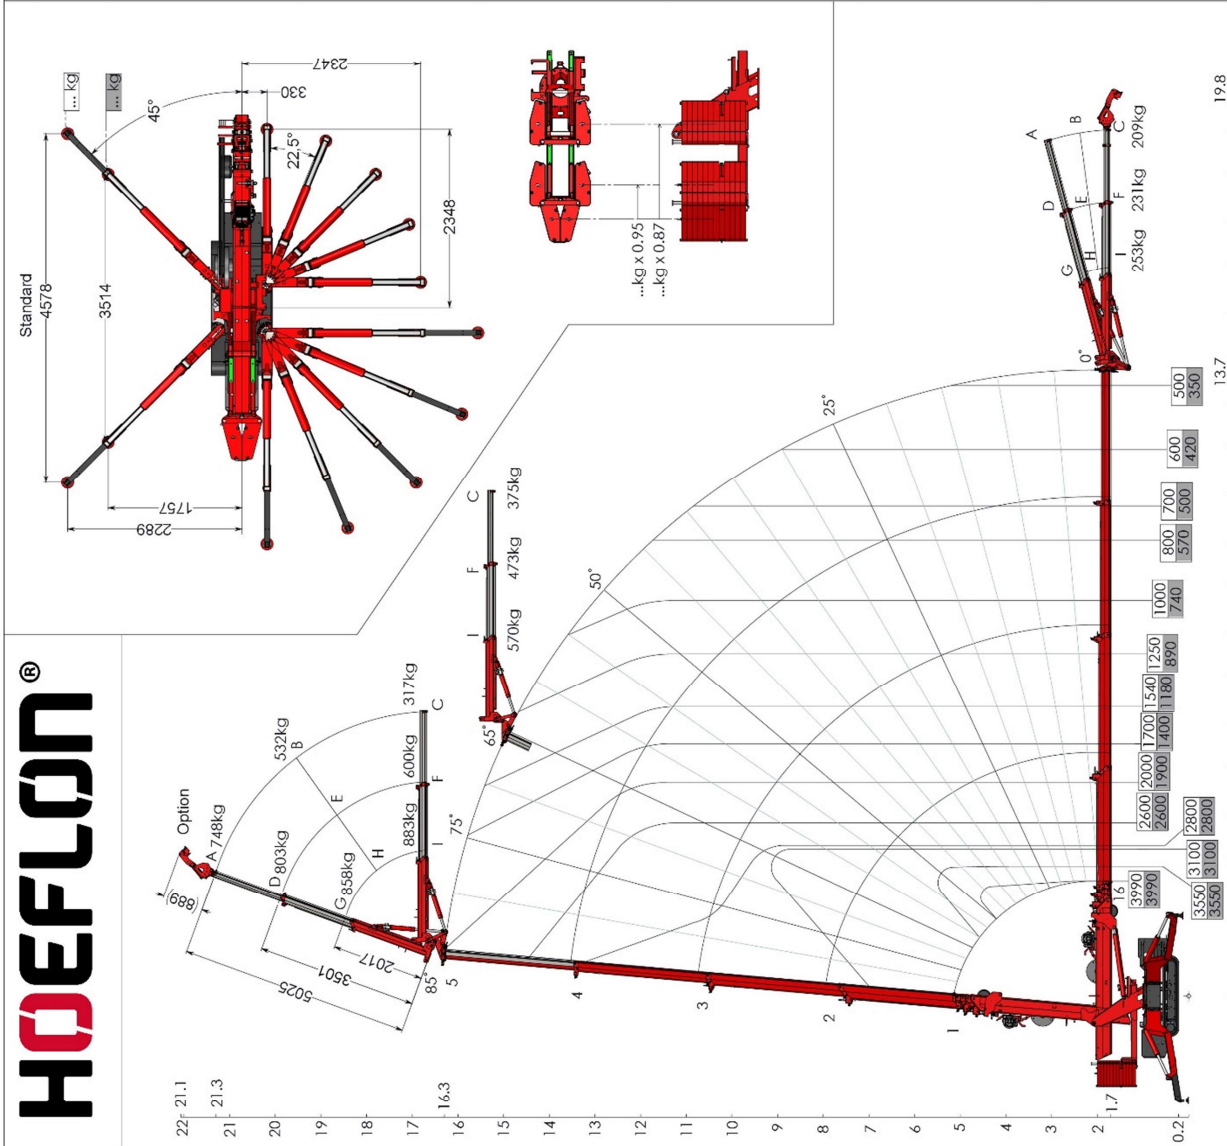 HOEFLON®
Standard
4578
3514
2289
1757
45°
... kg
... kg
2347
330
22.5°
2348
...kg x 0.95
...kg x 0.87
Option
(889)
5025
3501
2017
A 748kg
D 803kg
G 858kg
532kg
B
E
H
317kg
C
600kg
F
883kg
I
85°
75°
65°
50°
25°
0°
I
F
C
570kg
473kg
375kg
A
B
C
D
E
F
G
H
I
209kg
231kg
253kg
5
4
3
2
1
16
22 21.1
21.3
21
20
19
18
17
16.3
16
15
14
13
12
11
10
9
8
7
6
5
4
3
2
1.7
0.2
3990
3990
3550
3550
3100
3100
2800
2800
2600
2600
2000
1900
1700
1400
1540
1180
1250
890
1000
740
800
570
700
500
600
420
500
350
13.7
19.8